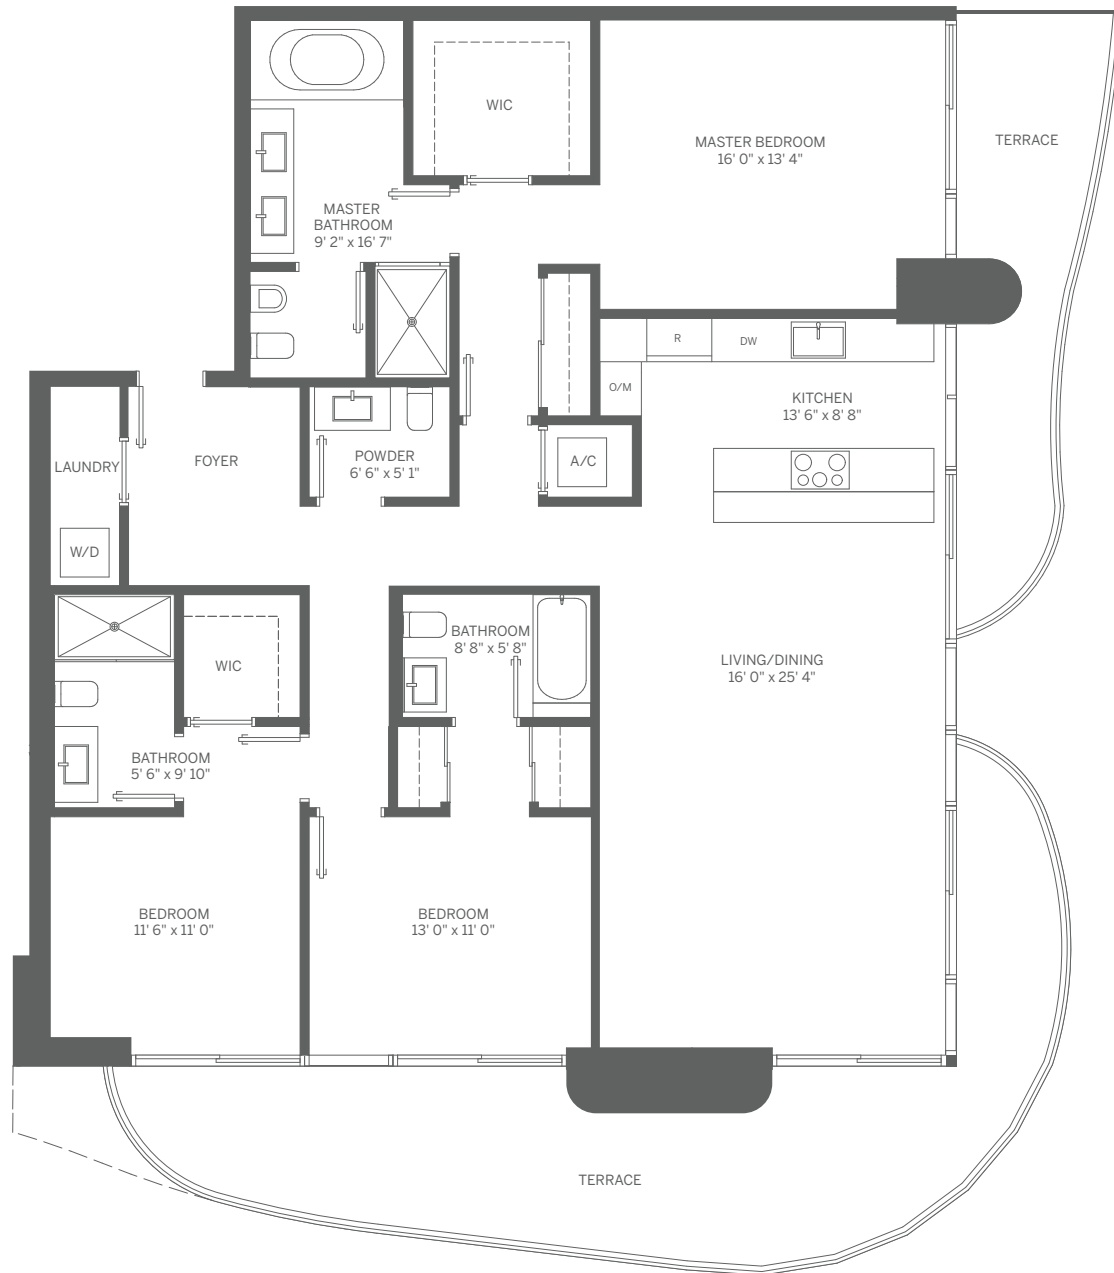 WIC
MASTER BEDROOM
16' 0" x 13' 4"
TERRACE
MASTER
BATHROOM
9' 2" x 16' 7"
R
DW
O/M
KITCHEN
13' 6" x 8' 8"
LAUNDRY
FOYER
POWDER
6' 6" x 5' 1"
A/C
W/D
BATHROOM
8' 8" x 5' 8"
WIC
LIVING/DINING
16' 0" x 25' 4"
BATHROOM
5' 6" x 9' 10"
BEDROOM
11' 6" x 11' 0"
BEDROOM
13' 0" x 11' 0"
TERRACE